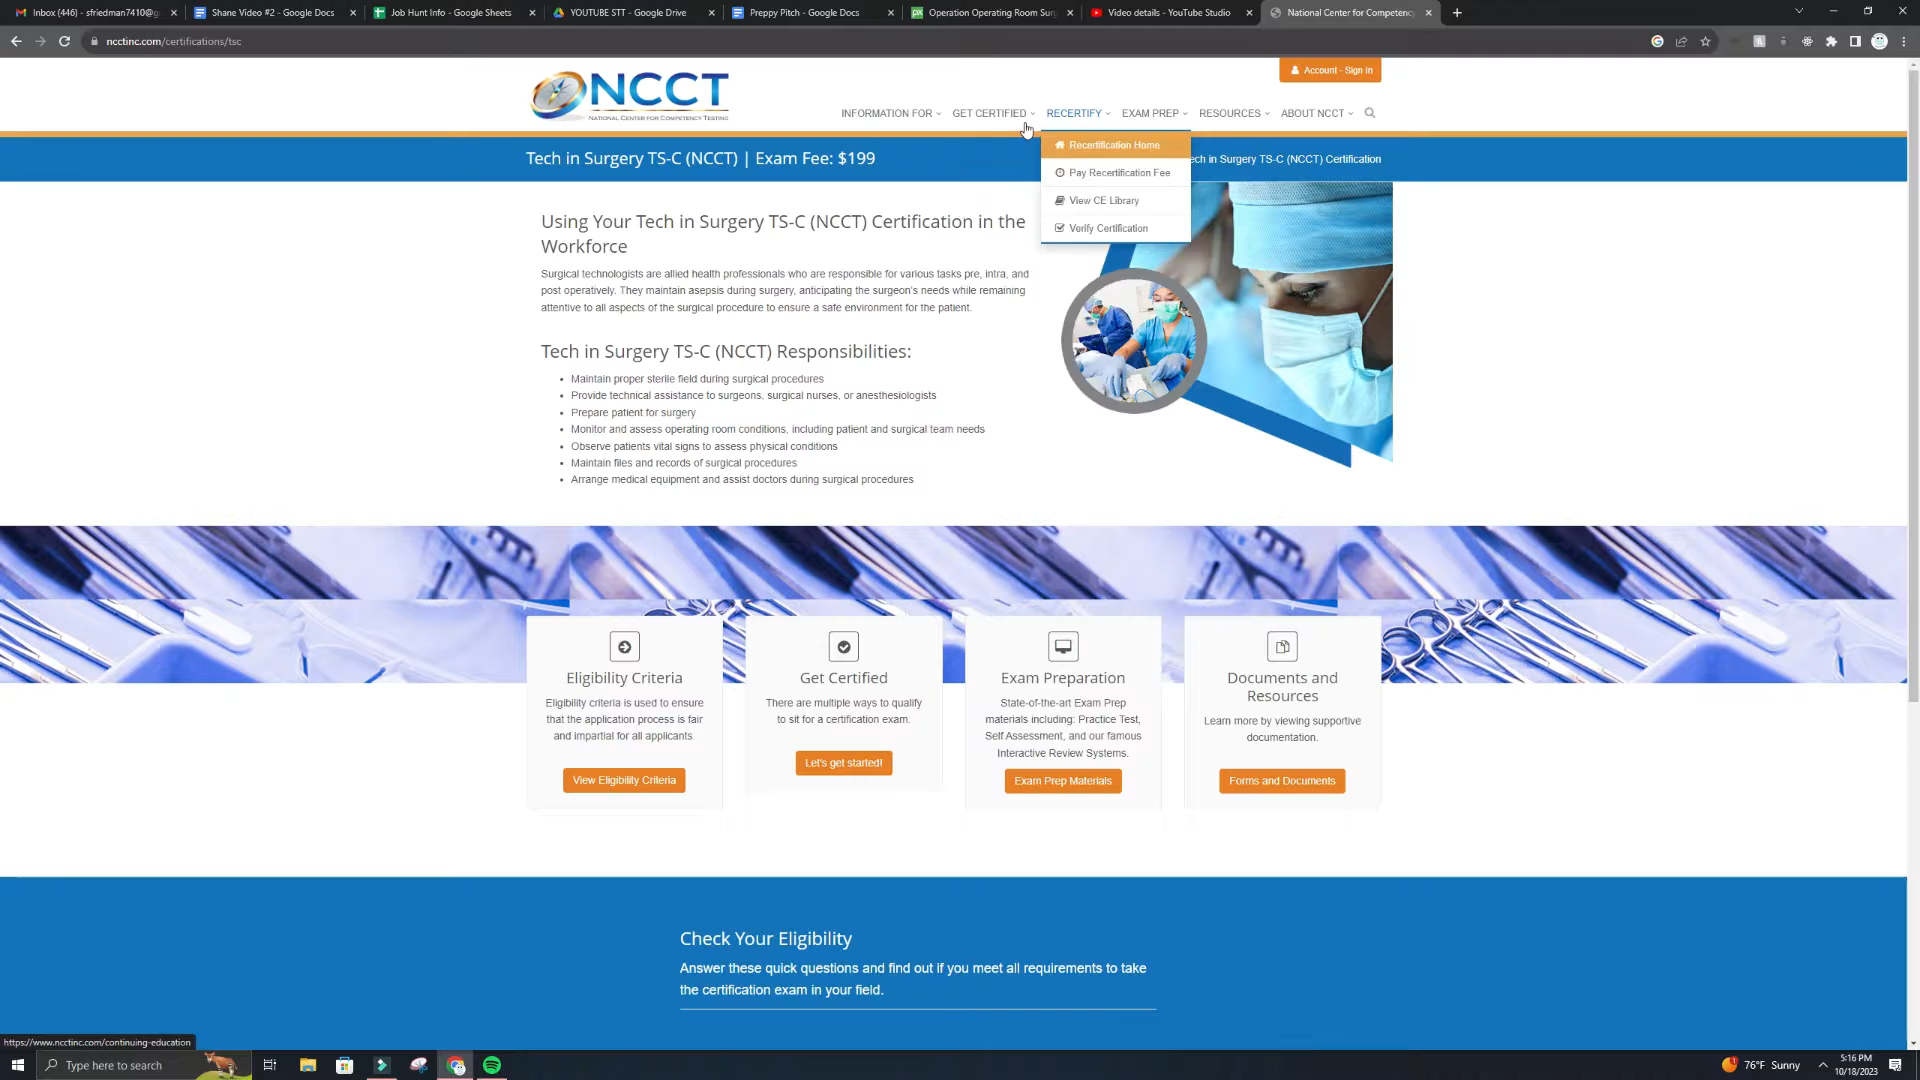 Inbox (446) - sfriedman7410@g
Shane Video #2 - Google Docs
Job Hunt Info - Google Sheets
YOUTUBE STT - Google Drive
Preppy Pitch - Google Docs
Operation Operating Room Sur
Video details - YouTube Studio
National Center for Competency
ncctinc.com/certifications/tsc
Account - Sign In
NCCT
NATIONAL CENTER FOR COMPETENCY TESTING
INFORMATION FOR
GET CERTIFIED
RECERTIFY
EXAM PREP
RESOURCES
ABOUT NCCT
Recertification Home
Pay Recertification Fee
View CE Library
Verify Certification
Tech in Surgery TS-C (NCCT) | Exam Fee: $199
ech in Surgery TS-C (NCCT) Certification
Using Your Tech in Surgery TS-C (NCCT) Certification in the
Workforce
Surgical technologists are allied health professionals who are responsible for various tasks pre, intra, and
post operatively. They maintain asepsis during surgery, anticipating the surgeon's needs while remaining
attentive to all aspects of the surgical procedure to ensure a safe environment for the patient.
Tech in Surgery TS-C (NCCT) Responsibilities:
• Maintain proper sterile field during surgical procedures
• Provide technical assistance to surgeons, surgical nurses, or anesthesiologists
• Prepare patient for surgery
• Monitor and assess operating room conditions, including patient and surgical team needs
• Observe patients vital signs to assess physical conditions
• Maintain files and records of surgical procedures
• Arrange medical equipment and assist doctors during surgical procedures
Eligibility Criteria
Eligibility criteria is used to ensure
that the application process is fair
and impartial for all applicants.
View Eligibility Criteria
Get Certified
There are multiple ways to qualify
to sit for a certification exam.
Let's get started!
Exam Preparation
State-of-the-art Exam Prep
materials including: Practice Test,
Self Assessment, and our famous
Interactive Review Systems.
Exam Prep Materials
Documents and
Resources
Learn more by viewing supportive
documentation.
Forms and Documents
Check Your Eligibility
Answer these quick questions and find out if you meet all requirements to take
the certification exam in your field.
https://www.ncctinc.com/continuing-education
Type here to search
76°F Sunny
5:16 PM
10/18/2023